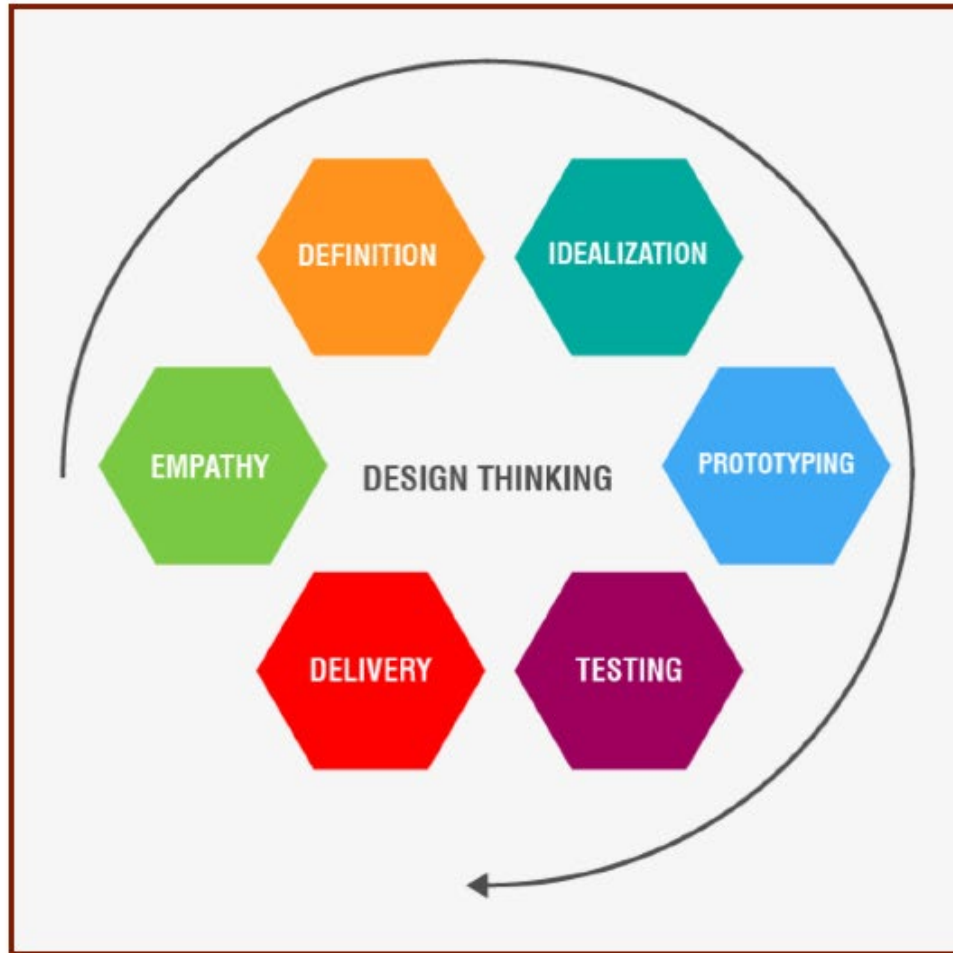 DEFINITION
IDEALIZATION
EMPATHY
DESIGN THINKING
PROTOTYPING
DELIVERY
TESTING